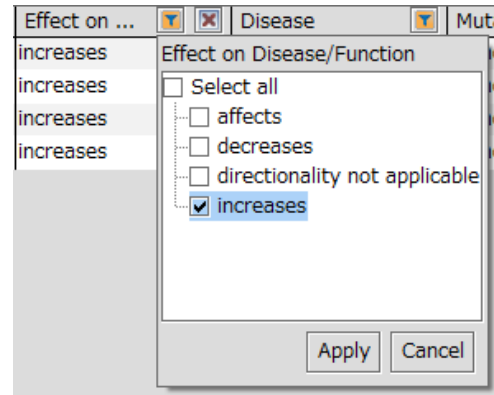 Effect on ... Disease Mut
increases Effect on Disease/Function
increases Select all
increases affects
increases decreases
directionality not applicable
increases
Apply Cancel